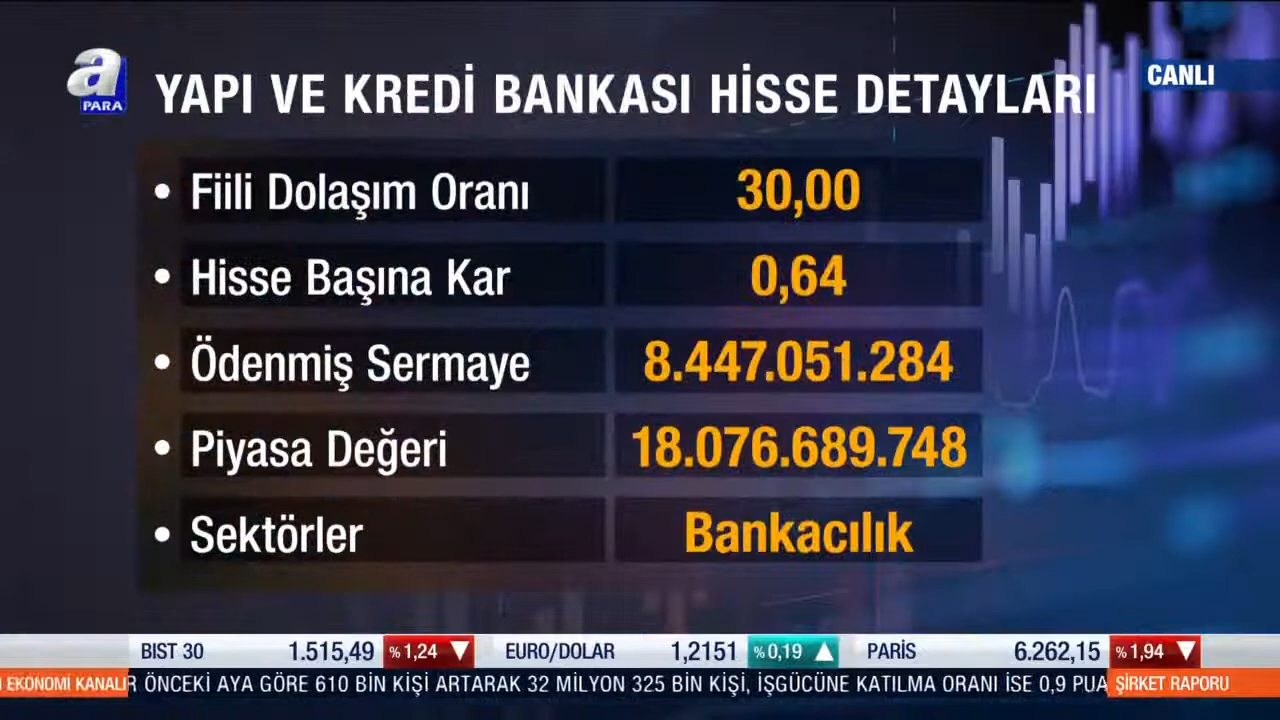 a
PARA
YAPI VE KREDİ BANKASI HİSSE DETAYLARI
CANLI
• Fiili Dolaşım Oranı 30,00
• Hisse Başına Kar 0,64
• Ödenmiş Sermaye 8.447.051.284
• Piyasa Değeri 18.076.689.748
• Sektörler Bankacılık
BIST 30 1.515,49 %1,24 ▼ EURO/DOLAR 1,2151 %0,19 ▲ PARİS 6.262,15 %1,94 ▼
EKONOMİ KANALI R ÖNCEKİ AYA GÖRE 610 BİN KİŞİ ARTARAK 32 MİLYON 325 BİN KİŞİ, İŞGÜCÜNE KATILMA ORANI İSE 0,9 PUA ŞİRKET RAPORU